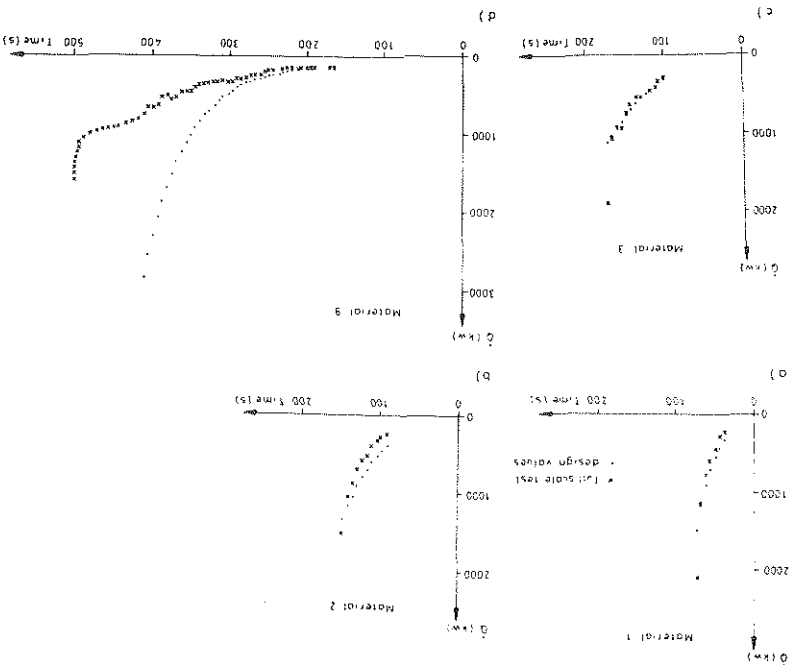 Q̇ (kw)
Material 1
2000
× full scale test
· design values
1000
0
100
200 Time (s)
a)
Q̇ (kw)
Material 2
2000
1000
0
100
200 Time (s)
b)
Q̇ (kw)
Material 3
2000
1000
0
0
100
200 Time (s)
c)
Q̇ (kw)
3000
Material 9
2000
1000
0
0
100
200
300
400
500
Time (s)
d)